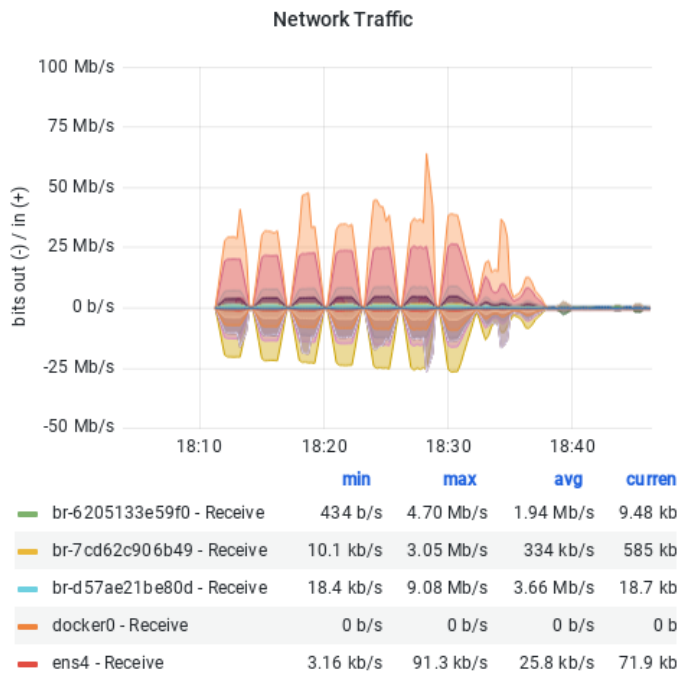 Network Traffic
100 Mb/s
75 Mb/s
50 Mb/s
25 Mb/s
0 b/s
-25 Mb/s
-50 Mb/s
bits out (-) / in (+)
18:10 18:20 18:30 18:40
min max avg curren
br-6205133e59f0 - Receive 434 b/s 4.70 Mb/s 1.94 Mb/s 9.48 kb
br-7cd62c906b49 - Receive 10.1 kb/s 3.05 Mb/s 334 kb/s 585 kb
br-d57ae21be80d - Receive 18.4 kb/s 9.08 Mb/s 3.66 Mb/s 18.7 kb
docker0 - Receive 0 b/s 0 b/s 0 b/s 0 b
ens4 - Receive 3.16 kb/s 91.3 kb/s 25.8 kb/s 71.9 kb